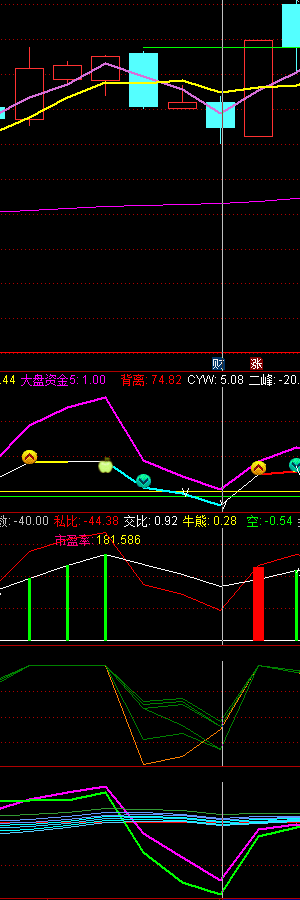 财 涨
.44 大盘资金5: 1.00 背离: 74.82 CYW: 5.08 二峰: -20.
数: -40.00 私比: -44.38 交比: 0.92 牛熊: 0.28 空: -0.54
市盈率: 181.586